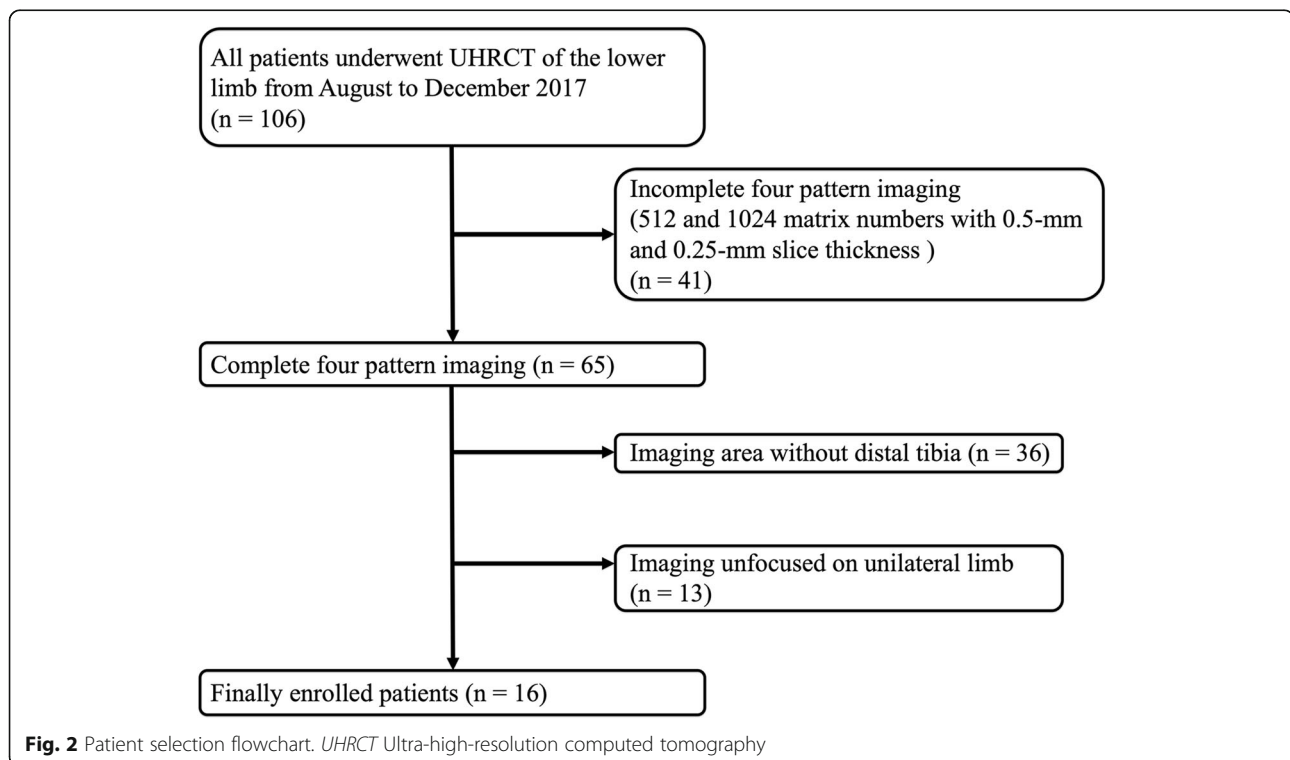 All patients underwent UHRCT of the lower
limb from August to December 2017
(n = 106)
Incomplete four pattern imaging
(512 and 1024 matrix numbers with 0.5-mm
and 0.25-mm slice thickness )
(n = 41)
Complete four pattern imaging (n = 65)
Imaging area without distal tibia (n = 36)
Imaging unfocused on unilateral limb
(n = 13)
Finally enrolled patients (n = 16)
Fig. 2 Patient selection flowchart. UHRCT Ultra-high-resolution computed tomography